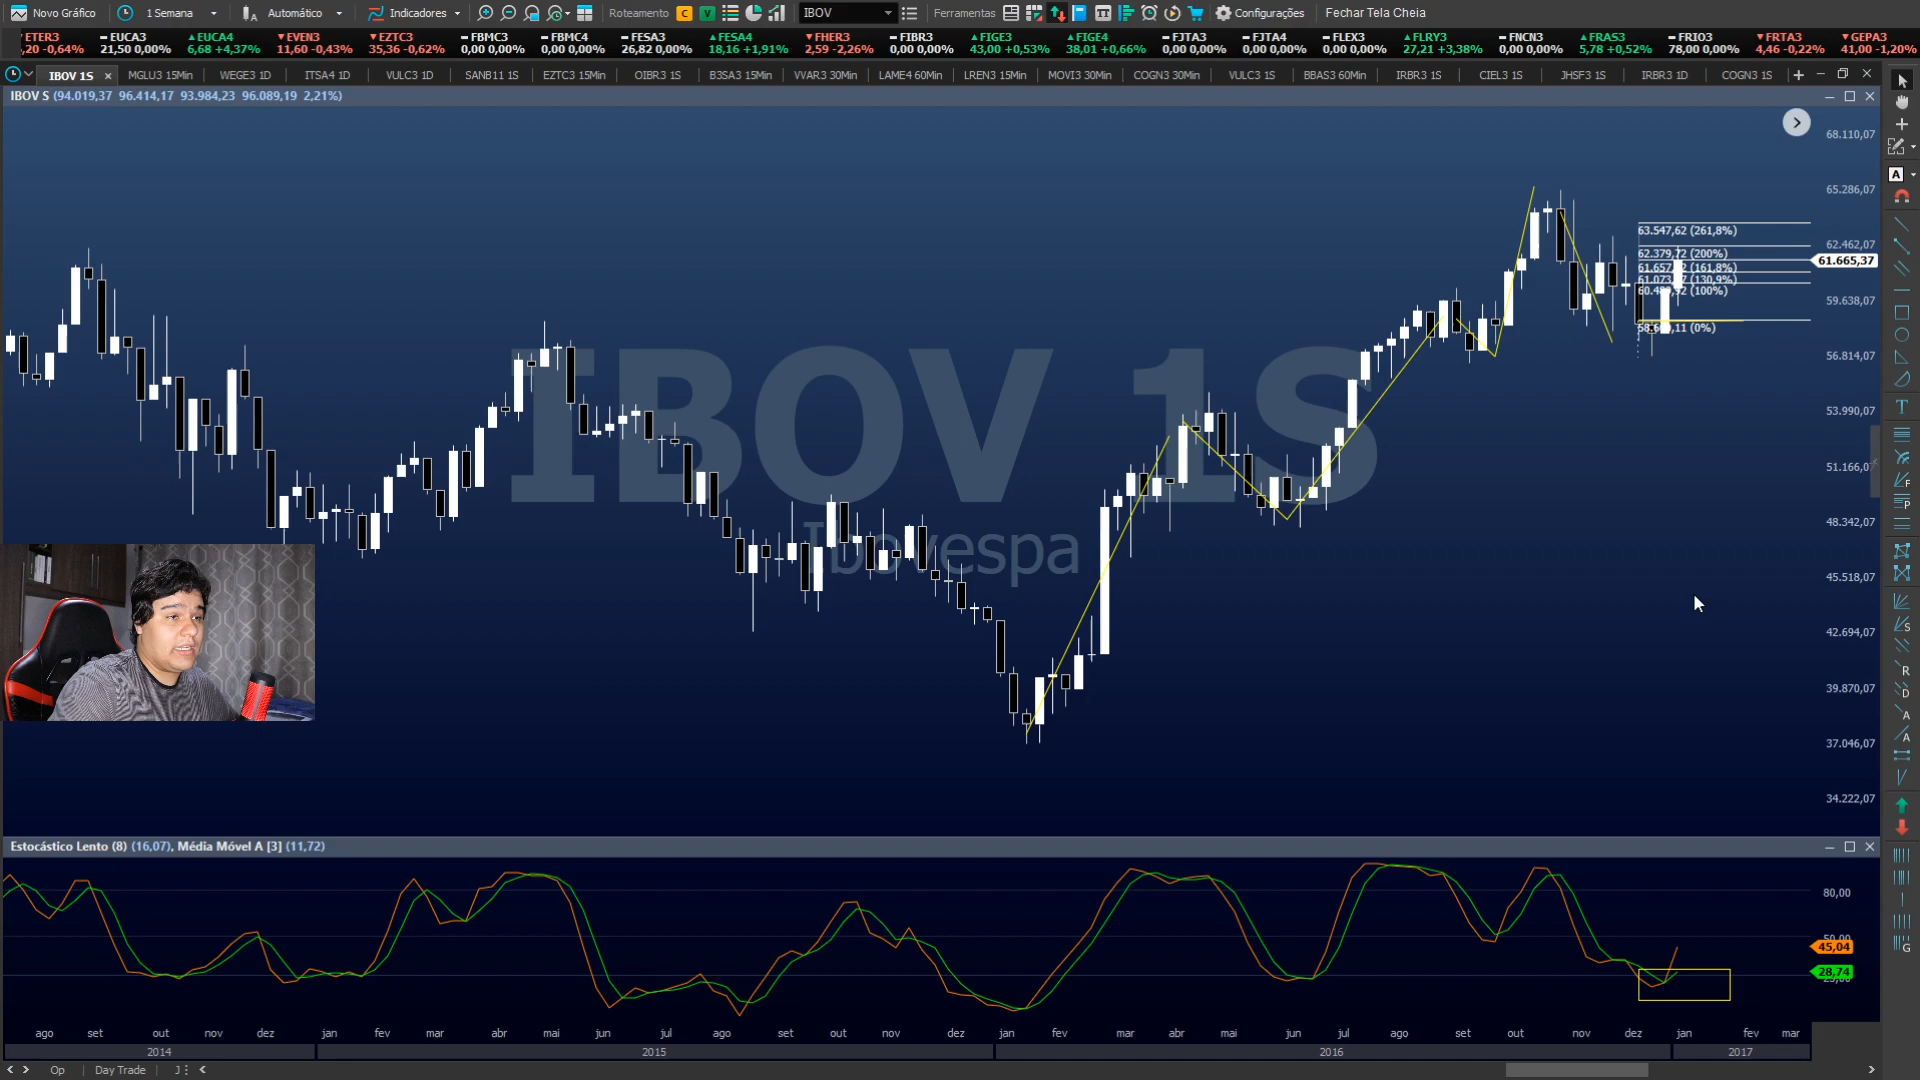 Novo Gráfico 1 Semana Automático Indicadores Roteamento C V IBOV Ferramentas Configurações Fechar Tela Cheia
ETER3 EUCA3 EUCA4 EVEN3 EZTC3 FBMC3 FBMC4 FESA3 FESA4 FHER3 FIBR3 FIGE3 FIGE4 FJTA3 FJTA4 FLEX3 FLRY3 FNCN3 FRAS3 FRIO3 FRTA3 GEPA3
,20 -0,64% 21,50 0,00% 6,68 +4,37% 11,60 -0,43% 35,36 -0,62% 0,00 0,00% 0,00 0,00% 26,82 0,00% 18,16 +1,91% 2,59 -2,26% 0,00 0,00% 43,00 +0,53% 38,01 +0,66% 0,00 0,00% 0,00 0,00% 0,00 0,00% 27,21 +3,38% 0,00 0,00% 5,78 +0,52% 78,00 0,00% 4,46 -0,22% 41,00 -1,20%
IBOV 1S MGLU3 15Min WEGE3 1D ITSA4 1D VULC3 1D SANB11 1S EZTC3 15Min OIBR3 1S B3SA3 15Min VVAR3 30Min LAME4 60Min LREN3 15Min MOVI3 30Min COGN3 30Min VULC3 1S BBAS3 60Min IRBR3 1S CIEL3 1S JHSF3 1S IRBR3 1D COGN3 1S
IBOV S (94.019,37 96.414,17 93.984,23 96.089,19 2,21%)
68.110,07
65.286,07
63.547,62 (261,8%)
62.462,07
62.379,72 (200%)
61.665,37
(161,8%)
(130,9%)
(100%)
59.638,07
(0%)
56.814,07
53.990,07
51.166,07
48.342,07
45.518,07
42.694,07
39.870,07
37.046,07
34.222,07
IBOV 1S
Ibovespa
Estocástico Lento (8) (16,07), Média Móvel A [3] (11,72)
80,00
45,04
28,74
ago set out nov dez jan fev mar abr mai jun jul ago set out nov dez jan fev mar abr mai jun jul ago set out nov dez jan fev mar
2014 2015 2016 2017
Op Day Trade J